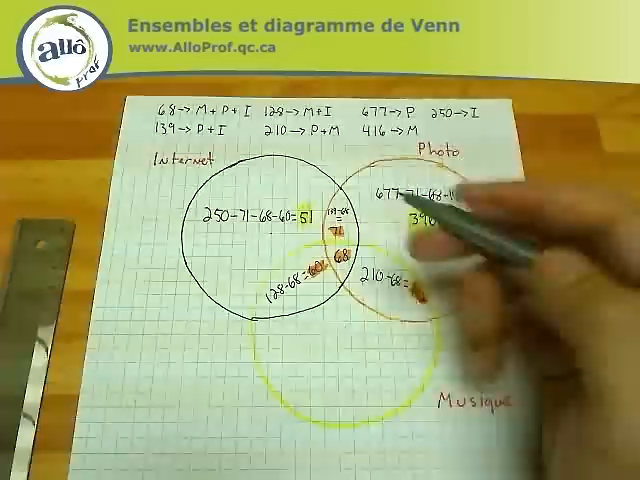 Ensembles et diagramme de Venn
www.AlloProf.qc.ca
allô
prof
68→M+P+I 128→M+I 677→P 250→I
139→P+I 210→P+M 416→M
Internet
Photo
677-71-68-
250-71-68-60=51
139-68
=
71
68
128-68=60
210-68=
Musique